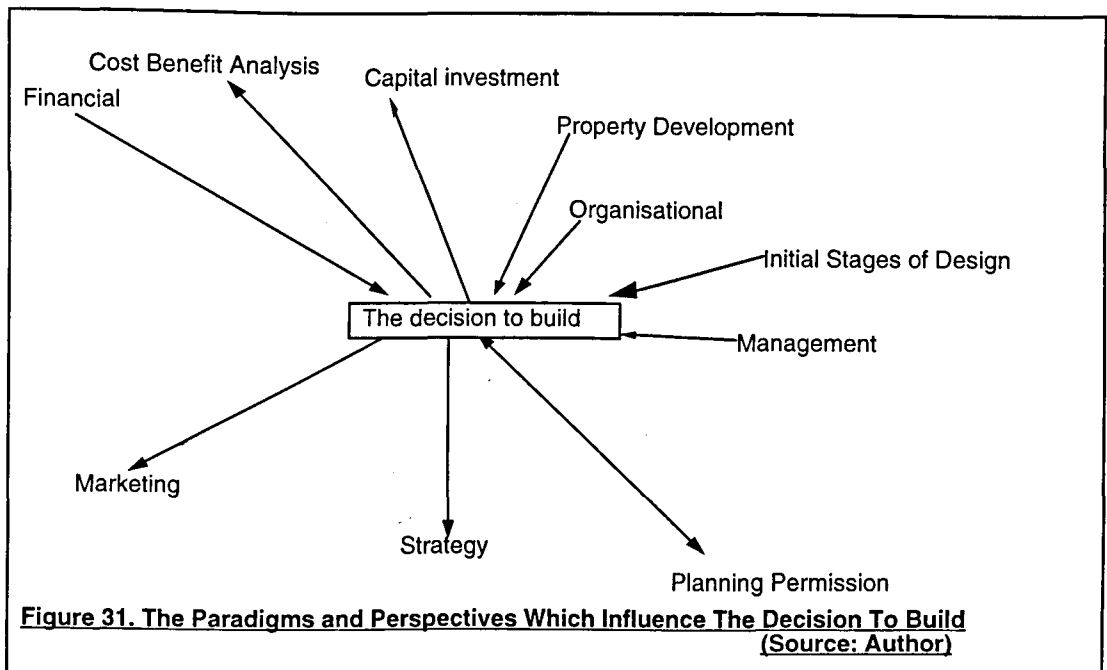 Cost Benefit Analysis
Capital investment
Financial
Property Development
Organisational
Initial Stages of Design
The decision to build
Management
Marketing
Strategy
Planning Permission
Figure 31. The Paradigms and Perspectives Which Influence The Decision To Build
(Source: Author)